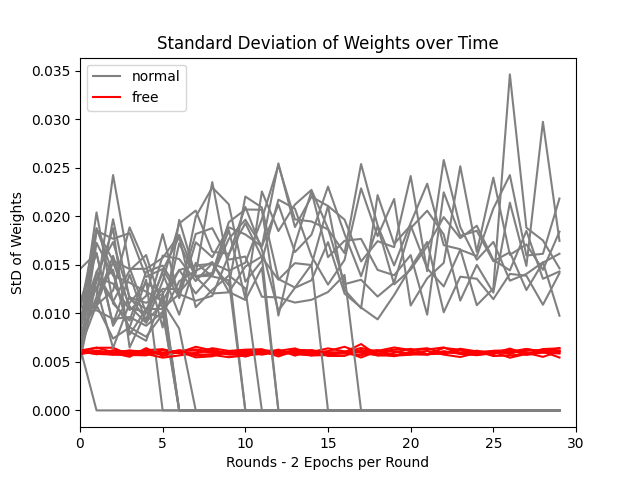 Standard Deviation of Weights over Time
normal
free
StD of Weights
0.035
0.030
0.025
0.020
0.015
0.010
0.005
0.000
0 5 10 15 20 25 30
Rounds - 2 Epochs per Round